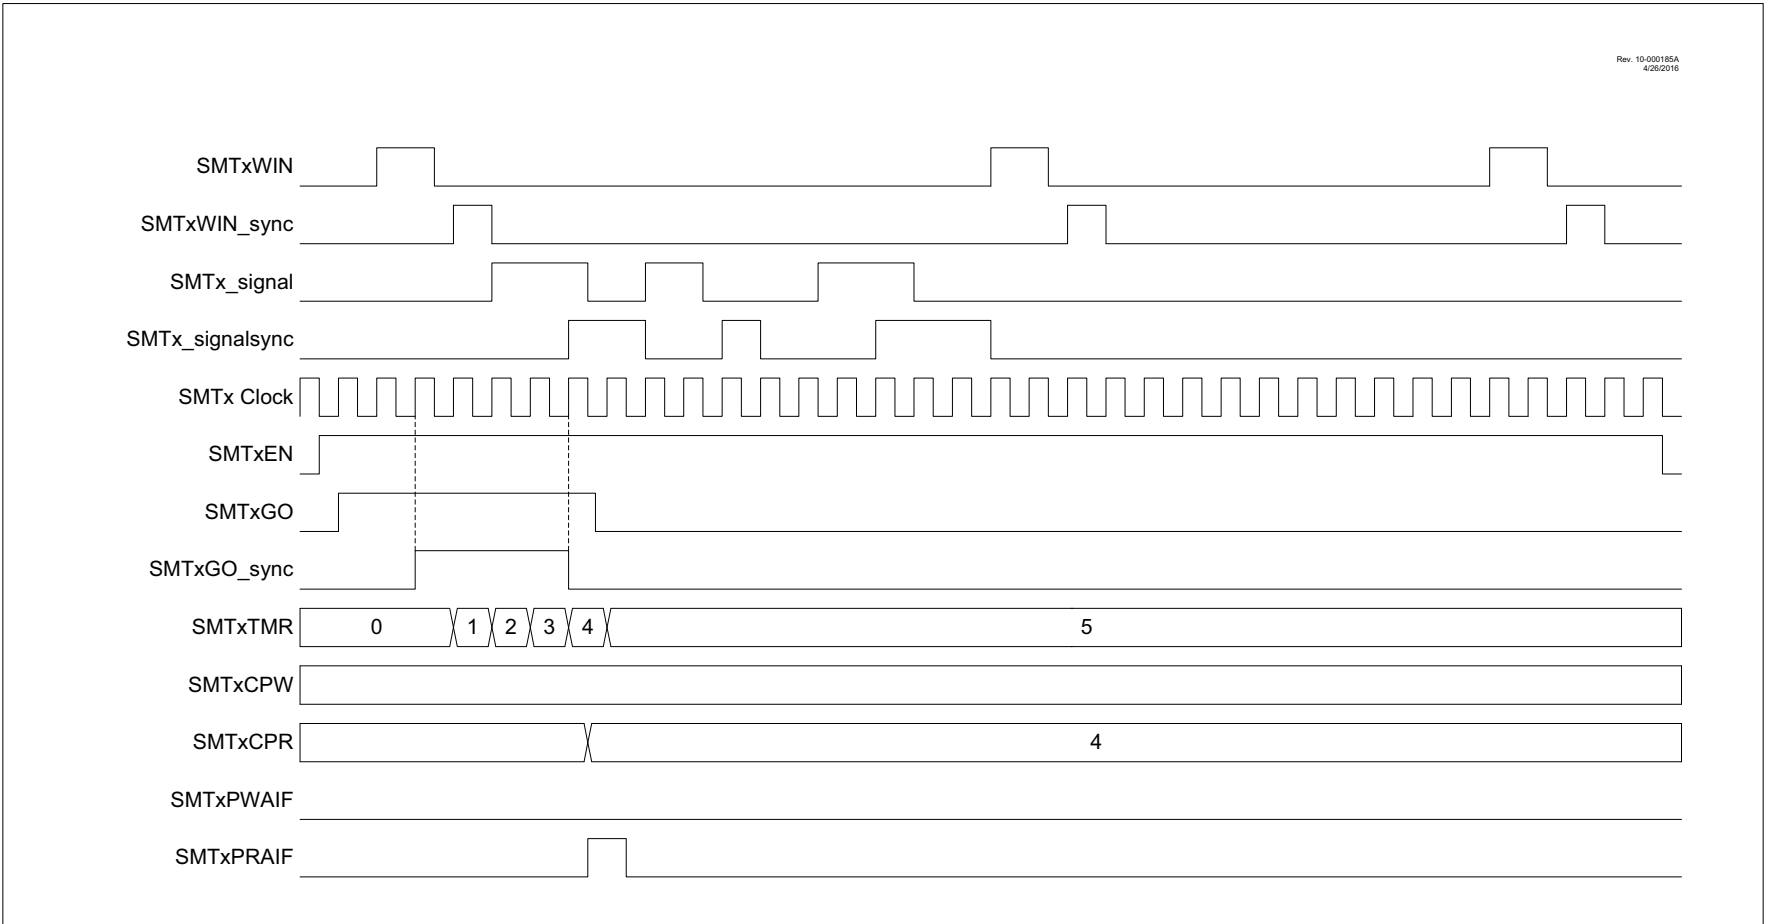 Rev. 10-000185A
4/26/2016
SMTxWIN
SMTxWIN_sync
SMTx_signal
SMTx_signalsync
SMTx Clock
SMTxEN
SMTxGO
SMTxGO_sync
SMTxTMR 0 1 2 3 4 5
SMTxCPW
SMTxCPR 4
SMTxPWAIF
SMTxPRAIF